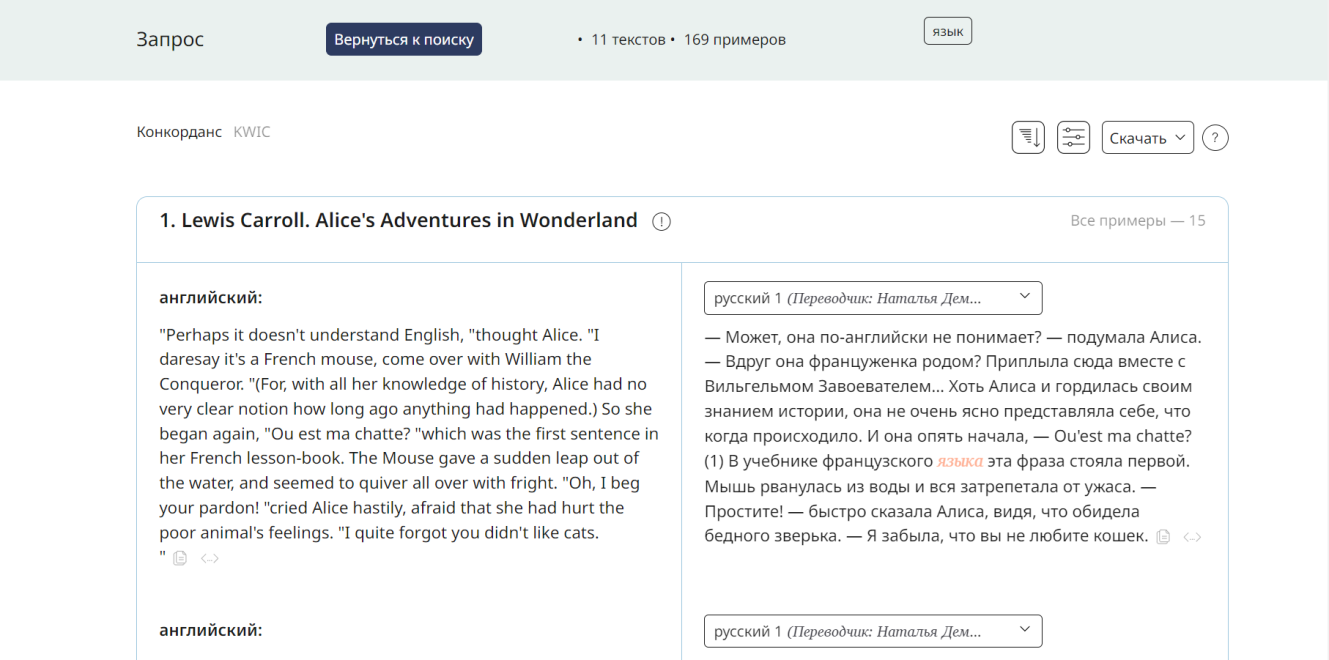 Запрос
Вернуться к поиску
• 11 текстов • 169 примеров
язык
Конкорданс KWIC
Скачать
?
1. Lewis Carroll. Alice's Adventures in Wonderland
!
Все примеры — 15
английский:
"Perhaps it doesn't understand English, "thought Alice. "I
daresay it's a French mouse, come over with William the
Conqueror. "(For, with all her knowledge of history, Alice had no
very clear notion how long ago anything had happened.) So she
began again, "Ou est ma chatte? "which was the first sentence in
her French lesson-book. The Mouse gave a sudden leap out of
the water, and seemed to quiver all over with fright. "Oh, I beg
your pardon! "cried Alice hastily, afraid that she had hurt the
poor animal's feelings. "I quite forgot you didn't like cats.
"
русский 1 (Переводчик: Наталья Дем...
— Может, она по-английски не понимает? — подумала Алиса.
— Вдруг она француженка родом? Приплыла сюда вместе с
Вильгельмом Завоевателем... Хоть Алиса и гордилась своим
знанием истории, она не очень ясно представляла себе, что
когда происходило. И она опять начала, — Ou'est ma chatte?
(1) В учебнике французского языка эта фраза стояла первой.
Мышь рванулась из воды и вся затрепетала от ужаса. —
Простите! — быстро сказала Алиса, видя, что обидела
бедного зверька. — Я забыла, что вы не любите кошек.
английский:
русский 1 (Переводчик: Наталья Дем...